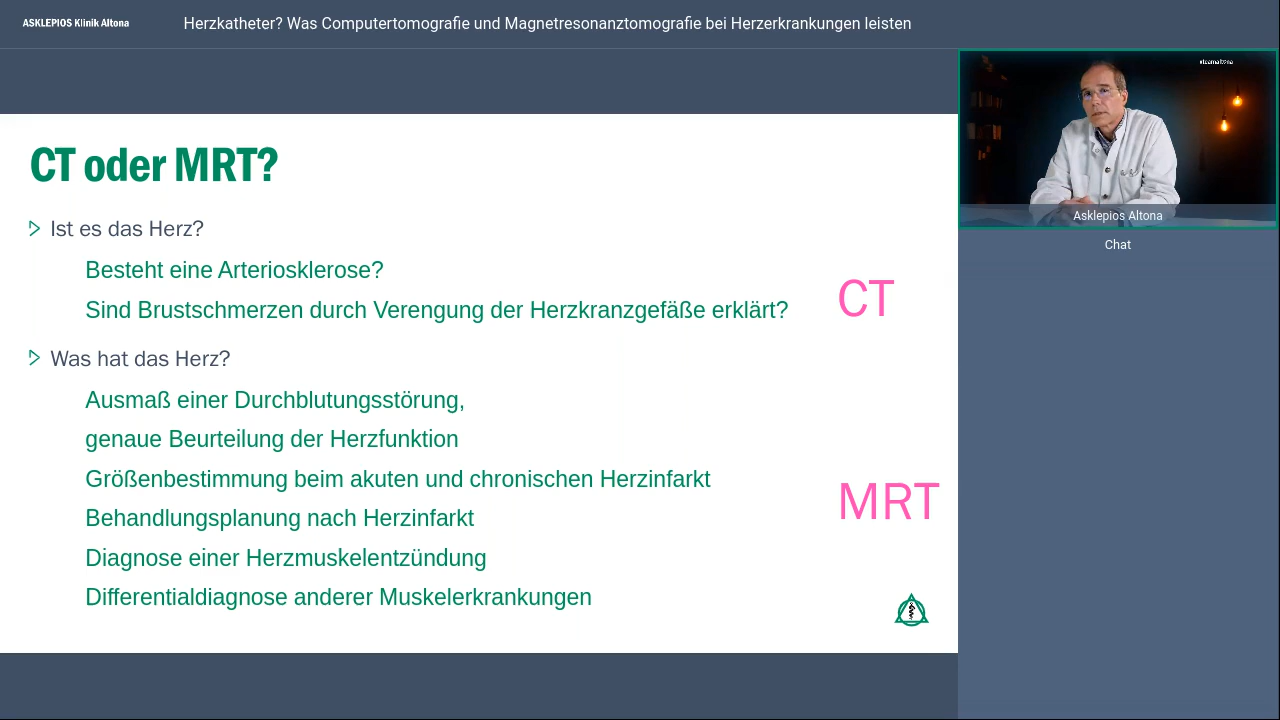 ASKLEPIOS Klinik Altona
Herzkatheter? Was Computertomografie und Magnetresonanztomografie bei Herzerkrankungen leisten
#teamaltona
CT oder MRT?
Ist es das Herz?
Besteht eine Arteriosklerose?
Sind Brustschmerzen durch Verengung der Herzkranzgefäße erklärt?
CT
Was hat das Herz?
Ausmaß einer Durchblutungsstörung,
genaue Beurteilung der Herzfunktion
Größenbestimmung beim akuten und chronischen Herzinfarkt
MRT
Behandlungsplanung nach Herzinfarkt
Diagnose einer Herzmuskelentzündung
Differentialdiagnose anderer Muskelerkrankungen
Asklepios Altona
Chat